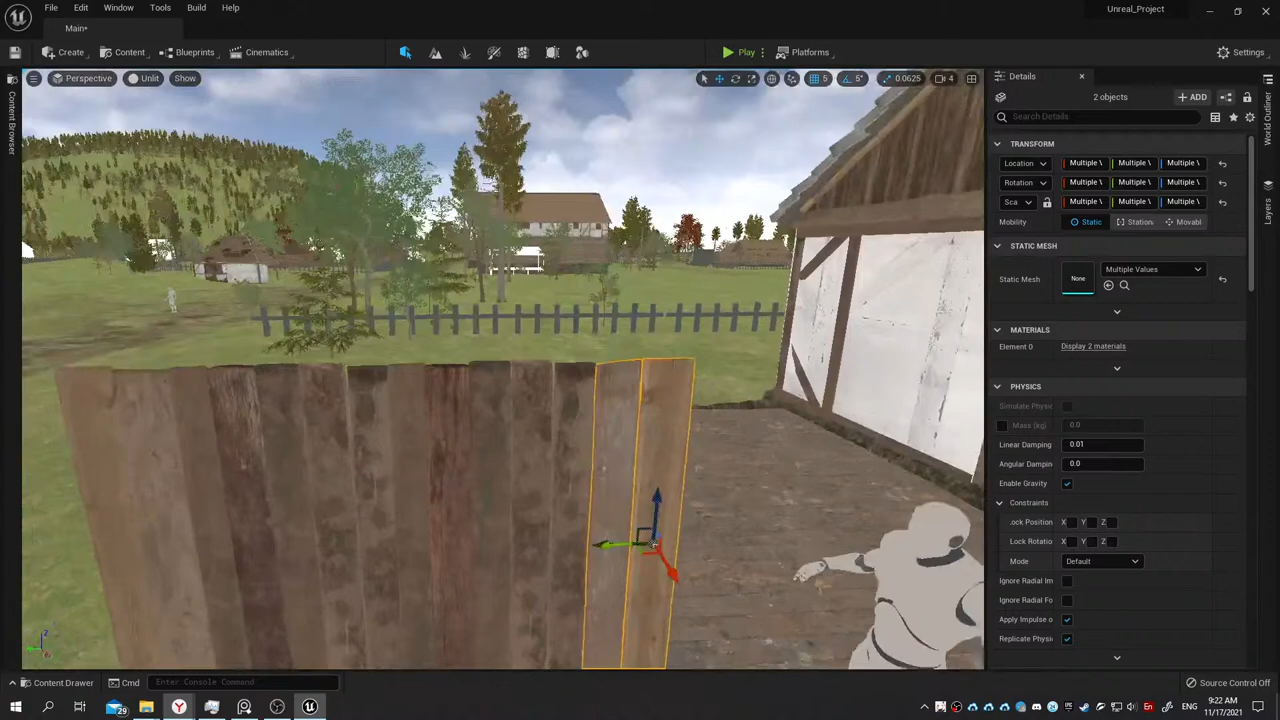 File Edit Window Tools Build Help
Unreal_Project
Main*
Create Content Blueprints Cinematics Play Platforms Settings
Perspective Unlit Show 5 5° 0.0625 4
Content Browser
Details
2 objects ADD
Search Details
TRANSFORM
Location Multiple \ Multiple \ Multiple \
Rotation Multiple \ Multiple \ Multiple \
Sca Multiple \ Multiple \ Multiple \
Mobility Static Station Movabl
STATIC MESH
Static Mesh None Multiple Values
MATERIALS
Element 0 Display 2 materials
PHYSICS
Simulate Physic
Mass (kg) 0.0
Linear Damping 0.01
Angular Dampin 0.0
Enable Gravity
Constraints
.ock Position X Y Z
Lock Rotatio X Y Z
Mode Default
Ignore Radial Im
Ignore Radial Fo
Apply Impulse o
Replicate Physi
World Outliner
Layers
Content Drawer Cmd Enter Console Command Source Control Off
29
En
9:22 AM
11/17/2021